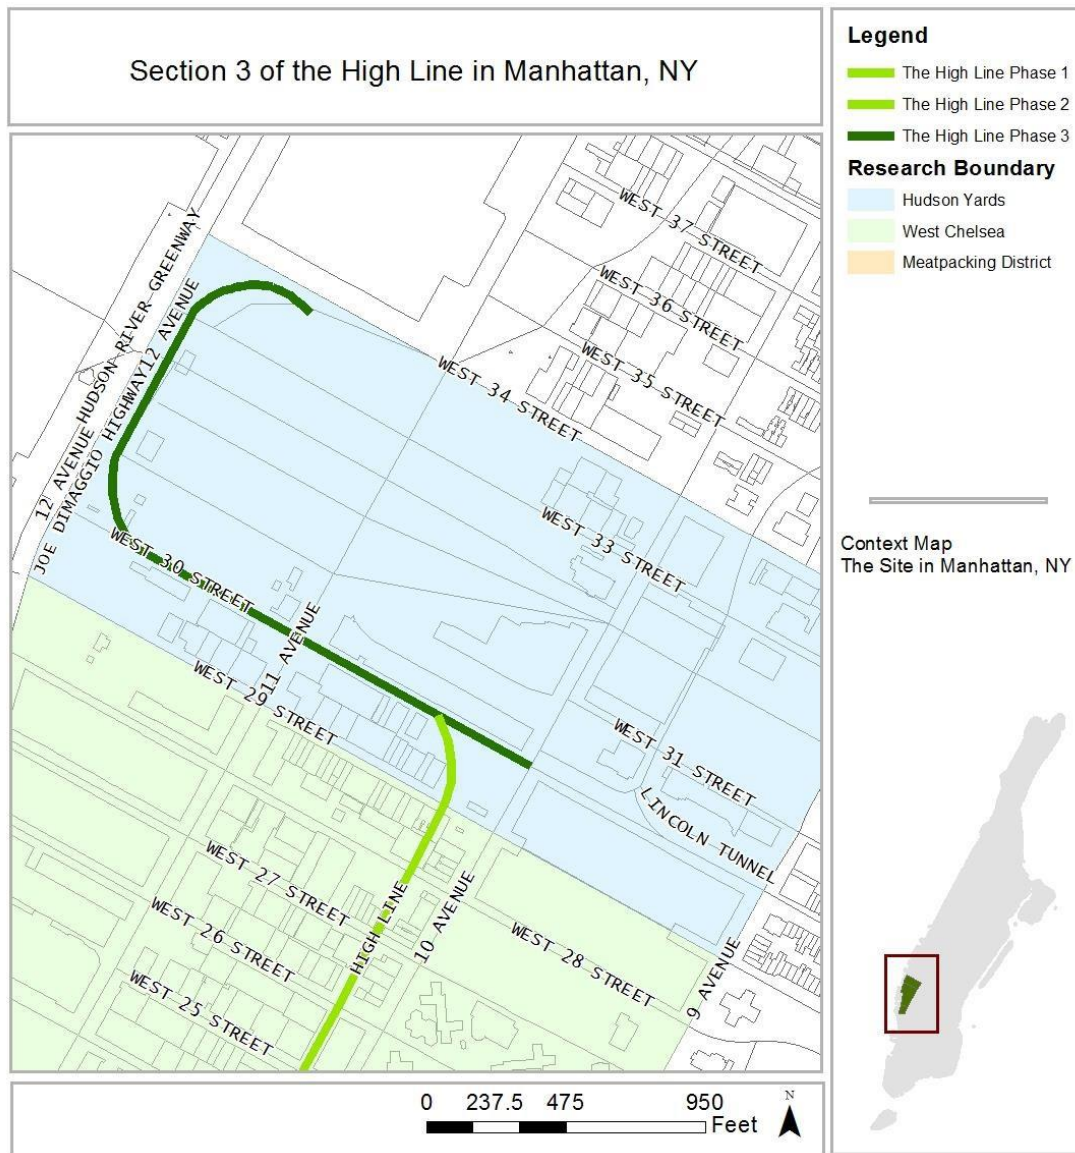 Section 3 of the High Line in Manhattan, NY
Legend
The High Line Phase 1
The High Line Phase 2
The High Line Phase 3
Research Boundary
Hudson Yards
West Chelsea
Meatpacking District
Context Map
The Site in Manhattan, NY
WEST 37 STREET
WEST 36 STREET
WEST 35 STREET
WEST 34 STREET
WEST 33 STREET
WEST 31 STREET
LINCOLN TUNNEL
HUDSON RIVER GREENWAY
12 AVENUE
12 AVENUE
JOE DIMAGGIO HIGHWAY
WEST 30 STREET
11 AVENUE
WEST 29 STREET
WEST 28 STREET
WEST 27 STREET
WEST 26 STREET
WEST 25 STREET
HIGH LINE
10 AVENUE
9 AVENUE
0 237.5 475 950
Feet
N